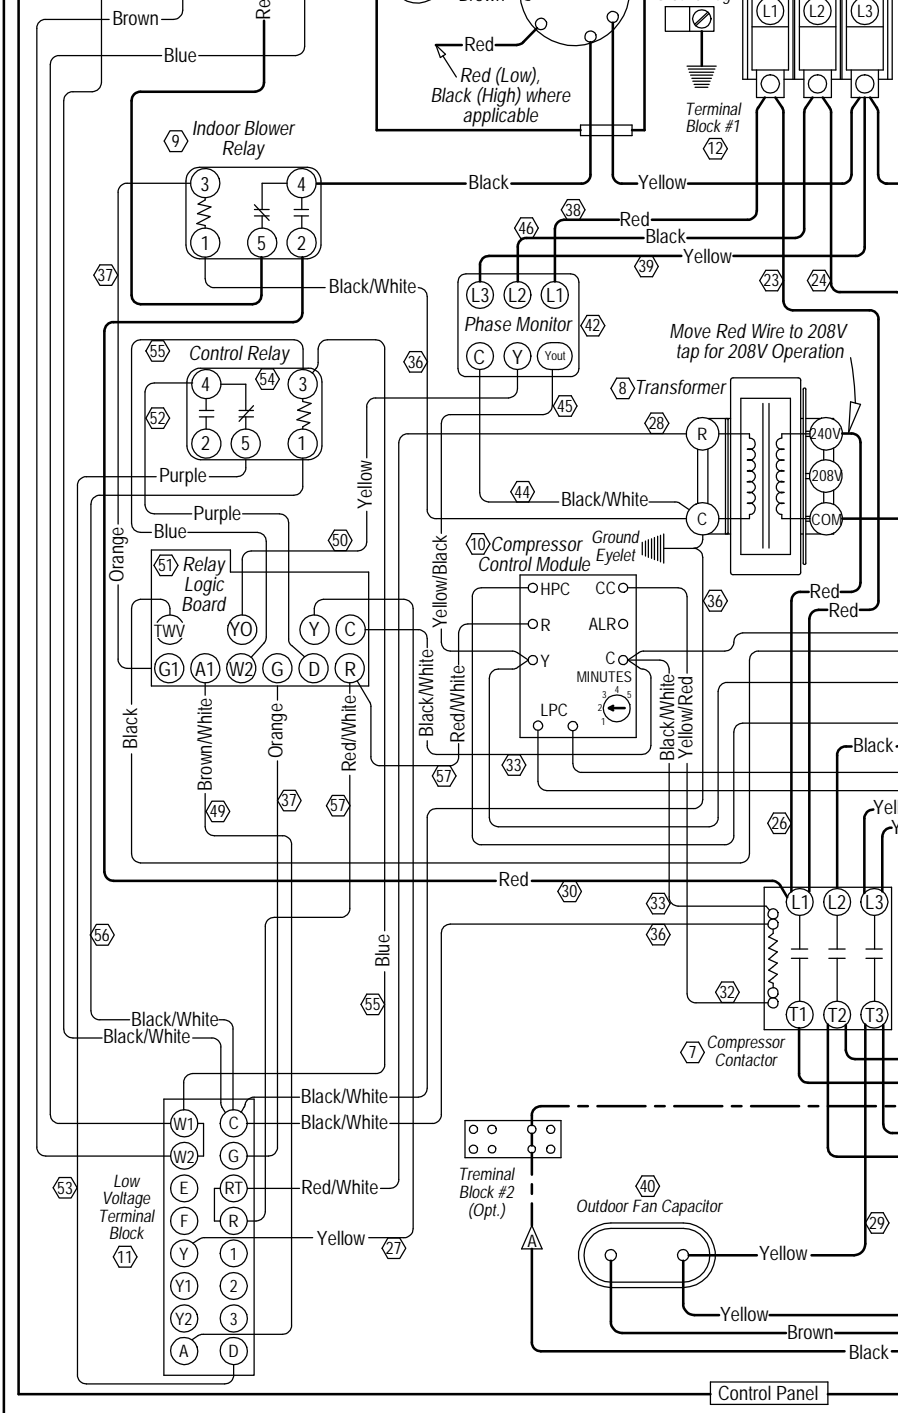 Brown
Blue
Red
Red (Low),
Black (High) where
applicable
L1
L2
L3
Terminal
Block #1
12
9
Indoor Blower
Relay
3
4
1
5
2
Black
Yellow
38
Red
46
Black
39
Yellow
37
Black/White
23
24
L3
L2
L1
Phase Monitor
42
C
Y
Yout
Move Red Wire to 208V
tap for 208V Operation
55
Control Relay
54
36
4
3
2
5
1
52
45
8
Transformer
28
R
240V
208V
C
COM
Purple
Yellow
44
Black/White
Purple
Blue
50
Orange
51
Relay
Logic
Board
TWV
YO
Y
C
G1
A1
W2
G
D
R
Yellow/Black
10
Compressor
Control Module
Ground
Eyelet
HPC
CC
R
ALR
Y
C
MINUTES
1
2
3
4
5
LPC
36
Red
Red
Black
Brown/White
Orange
Red/White
Black/White
Red/White
Black/White
Yellow/Red
33
57
49
37
57
Black
Yel
Y
26
Red
30
L1
L2
L3
33
36
56
Blue
55
32
T1
T2
T3
7
Compressor
Contactor
Black/White
Black/White
Black/White
Black/White
W1
C
W2
G
E
RT
F
R
Y
1
Y1
2
Y2
3
A
D
53
Low
Voltage
Terminal
Block
11
Red/White
Yellow
27
Treminal
Block #2
(Opt.)
A
40
Outdoor Fan Capacitor
29
Yellow
Yellow
Brown
Black
Control Panel